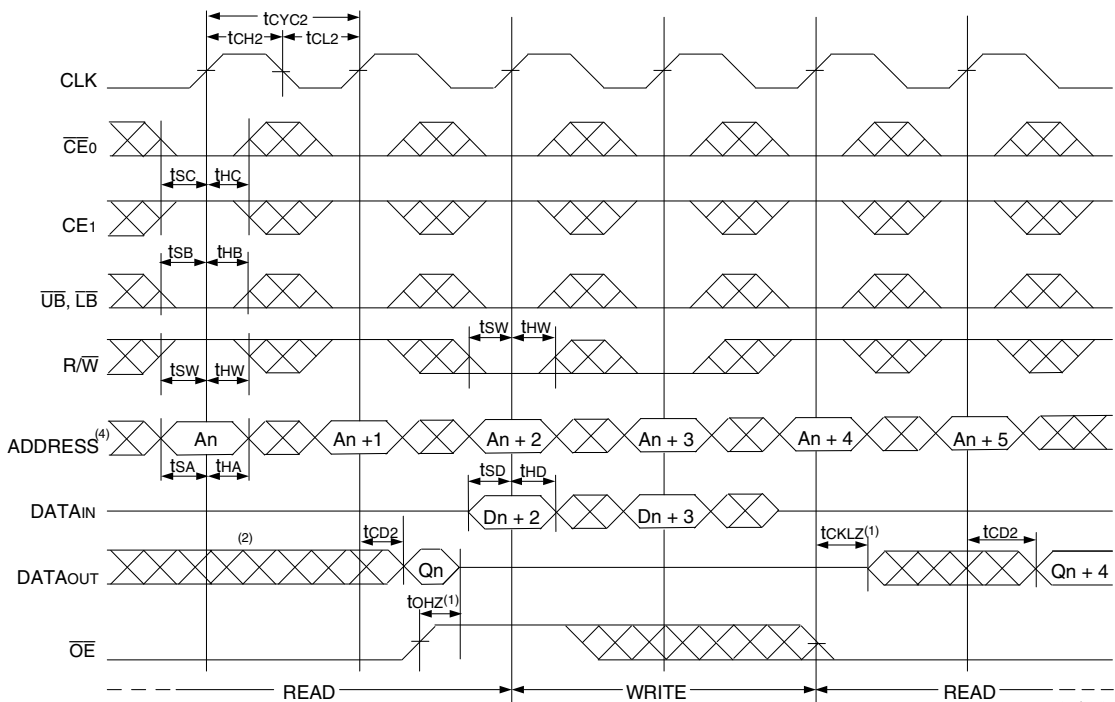 tCYC2
tCH2 tCL2
CLK
CE0
tSC tHC
CE1
tSB tHB
UB, LB
tSW tHW
R/W
tSW tHW
ADDRESS(4) An An +1 An + 2 An + 3 An + 4 An + 5
tSA tHA tSD tHD
DATAIN Dn + 2 Dn + 3
(2) tCD2 tCKLZ(1) tCD2
DATAOUT Qn Qn + 4
tOHZ(1)
OE
READ WRITE READ